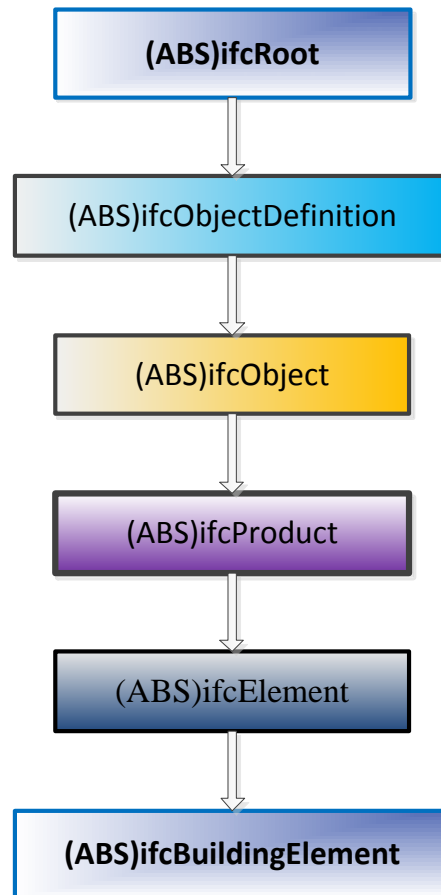 (ABS)ifcRoot
(ABS)ifcObjectDefinition
(ABS)ifcObject
(ABS)ifcProduct
(ABS)ifcElement
(ABS)ifcBuildingElement